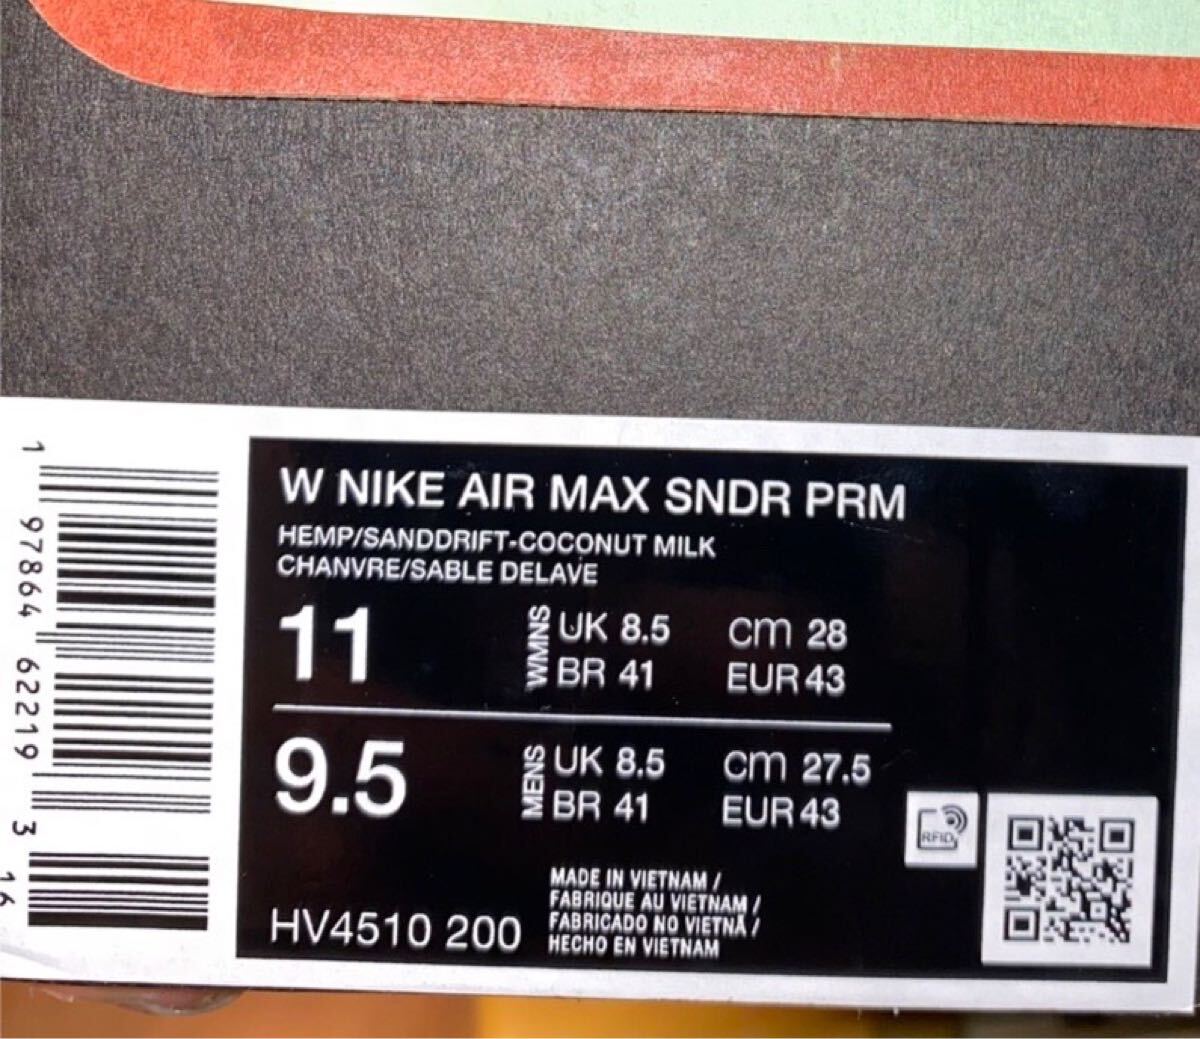 W NIKE AIR MAX SNDR PRM
HEMP/SANDDRIFT-COCONUT MILK
CHANVRE/SABLE DELAVE
11 WMNS UK 8.5 cm 28
BR 41 EUR 43
9.5 MENS UK 8.5 cm 27.5
BR 41 EUR 43
HV4510 200
MADE IN VIETNAM /
FABRIQUE AU VIETNAM /
FABRICADO NO VIETNÃ /
HECHO EN VIETNAM
RFID
1 97864 62219 3 16